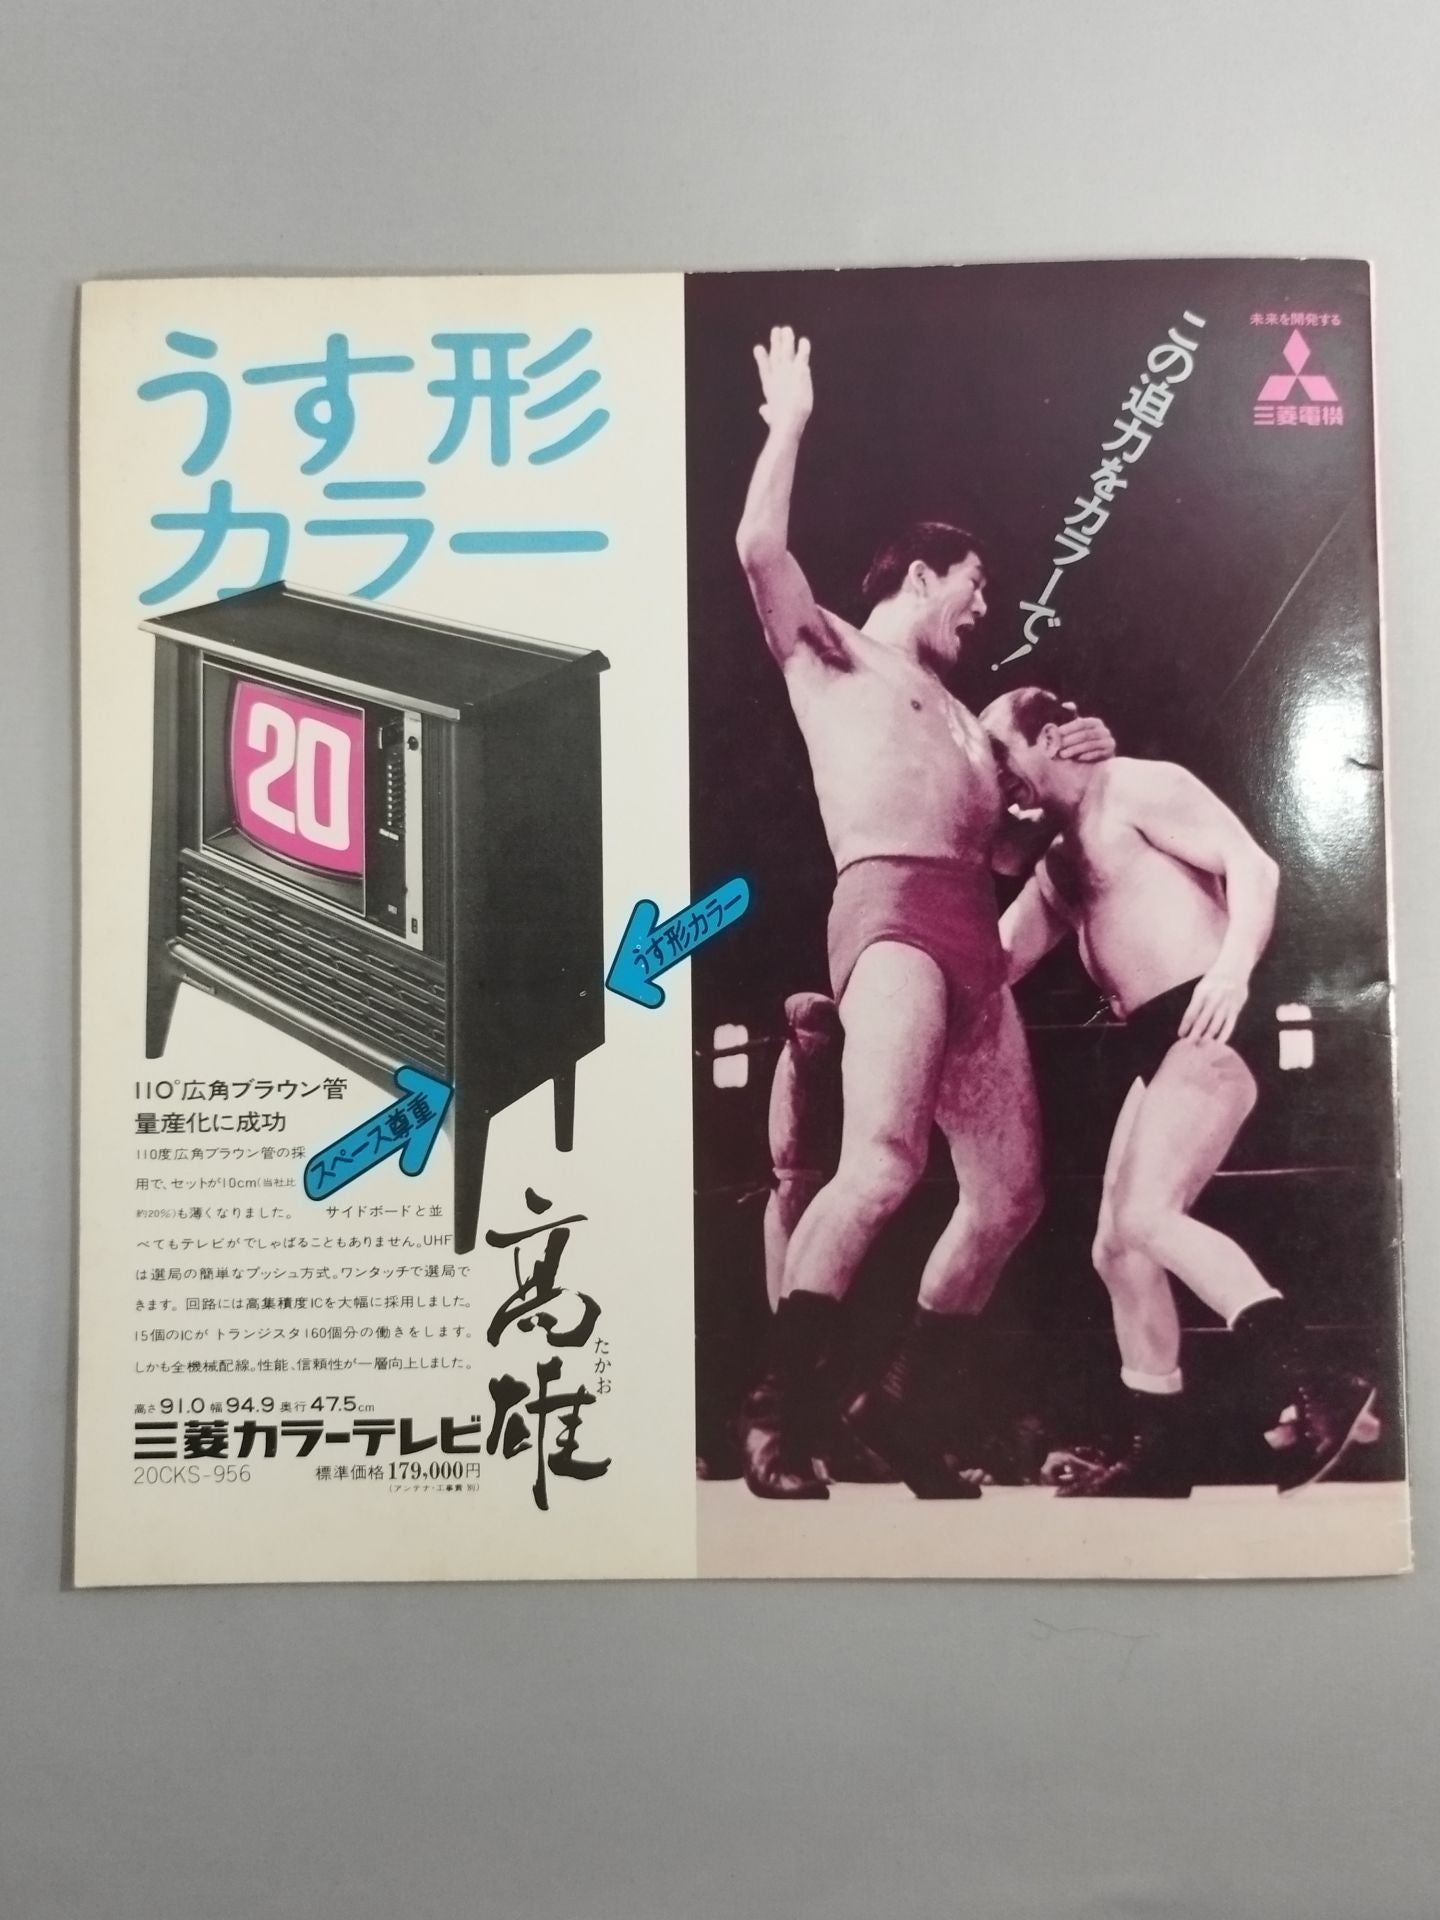 うす形
カラー
20
うす形カラー
スペース尊重
110°広角ブラウン管
量産化に成功
110度広角ブラウン管の採
用で、セットが10cm(当社比
約20%)も薄くなりました。 サイドボードと並
べてもテレビがでしゃばることもありません。UHF
は選局の簡単なプッシュ方式。ワンタッチで選局で
きます。回路には高集積度ICを大幅に採用しました。
15個のICがトランジスタ160個分の働きをします。
しかも全機械配線。性能、信頼性が一層向上しました。
高さ91.0 幅94.9 奥行47.5cm
三菱カラーテレビ
20CKS-956 標準価格179,000円
(アンテナ・工事費 別)
高雄
たかお
この迫力をカラーで!
未来を開発する
三菱電機